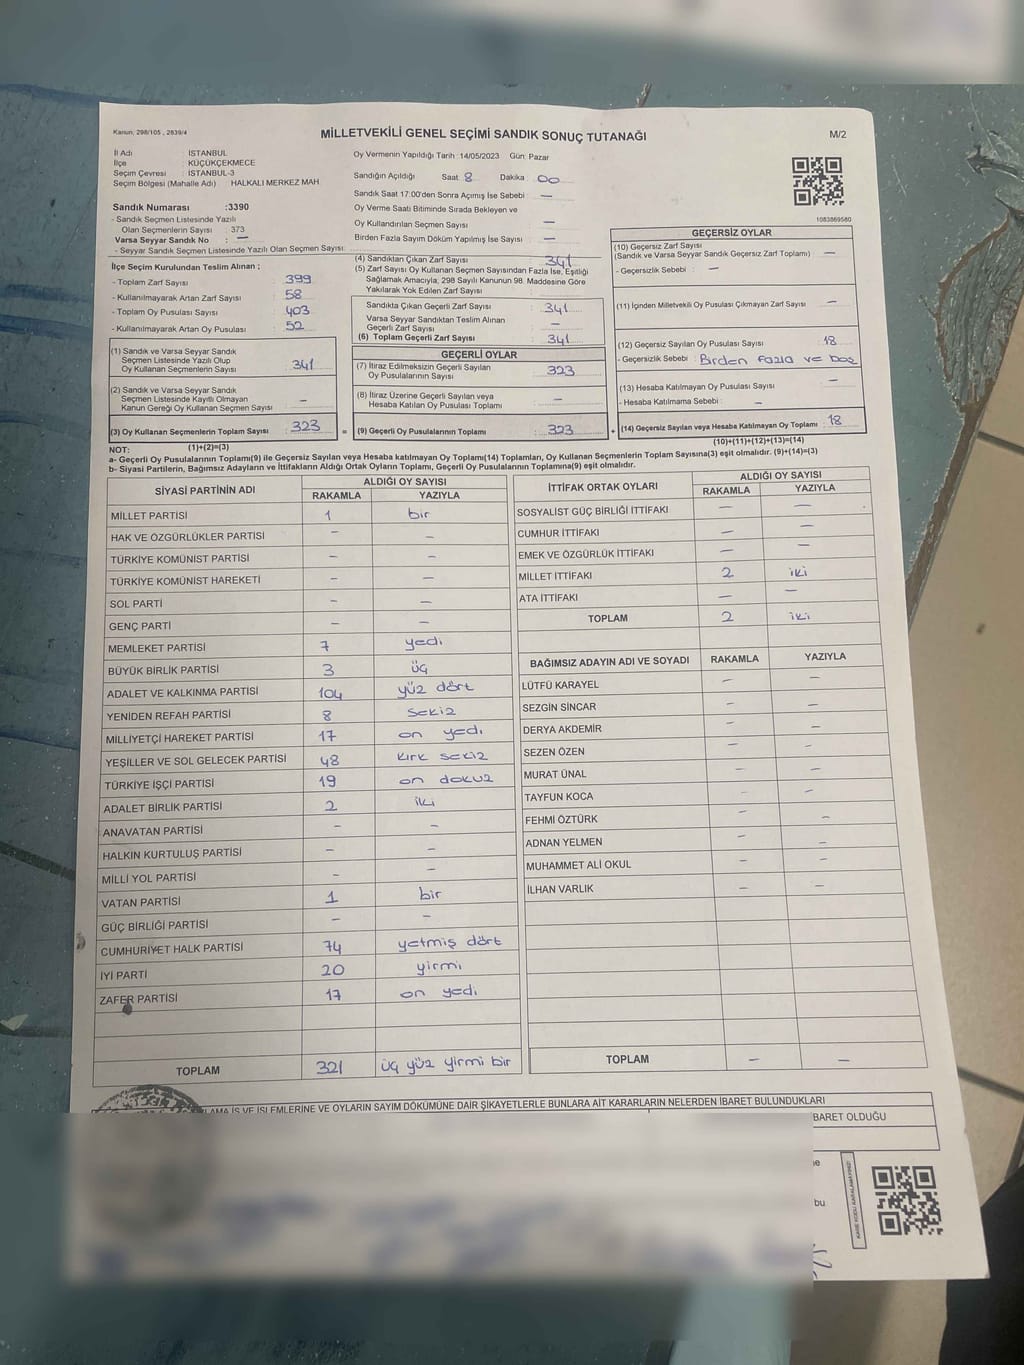 Kanun: 298/105 , 2839/4
MİLLETVEKİLİ GENEL SEÇİMİ SANDIK SONUÇ TUTANAĞI
M/2
İl Adı : İSTANBUL
İlçe : KÜÇÜKÇEKMECE
Seçim Çevresi : İSTANBUL-3
Seçim Bölgesi (Mahalle Adı) HALKALI MERKEZ MAH
Oy Vermenin Yapıldığı Tarih :14/05/2023 Gün: Pazar
Sandığın Açıldığı Saat 8 Dakika : 00
Sandık Saat 17:00'den Sonra Açımış İse Sebebi : —
Oy Verme Saati Bitiminde Sırada Bekleyen ve
Oy Kullandırılan Seçmen Sayısı : —
Birden Fazla Sayım Döküm Yapılmış İse Sayısı : —
1083869580
Sandık Numarası :3390
- Sandık Seçmen Listesinde Yazılı
Olan Seçmenlerin Sayısı : 373
Varsa Seyyar Sandık No : —
- Seyyar Sandık Seçmen Listesinde Yazılı Olan Seçmen Sayısı:
İlçe Seçim Kurulundan Teslim Alınan ;
- Toplam Zarf Sayısı : 399
- Kullanılmayarak Artan Zarf Sayısı : 58
- Toplam Oy Pusulası Sayısı : 403
- Kullanılmayarak Artan Oy Pusulası : 52
(1) Sandık ve Varsa Seyyar Sandık
Seçmen Listesinde Yazılı Olup
Oy Kullanan Seçmenlerin Sayısı : 341
(2) Sandık ve Varsa Seyyar Sandık
Seçmen Listesinde Kayıtlı Olmayan
Kanun Gereği Oy Kullanan Seçmen Sayısı : —
(3) Oy Kullanan Seçmenlerin Toplam Sayısı : 323
(1)+(2)=(3)
(4) Sandıktan Çıkan Zarf Sayısı : 341
(5) Zarf Sayısı Oy Kullanan Seçmen Sayısından Fazla İse, Eşitliği
Sağlamak Amacıyla, 298 Sayılı Kanunun 98. Maddesine Göre
Yakılarak Yok Edilen Zarf Sayısı :
Sandıkta Çıkan Geçerli Zarf Sayısı : 341
Varsa Seyyar Sandıktan Teslim Alınan
Geçerli Zarf Sayısı : —
(6) Toplam Geçerli Zarf Sayısı : 341
GEÇERLİ OYLAR
(7) İtiraz Edilmeksizin Geçerli Sayılan
Oy Pusulalarının Sayısı : 323
(8) İtiraz Üzerine Geçerli Sayılan veya
Hesaba Katılan Oy Pusulası Toplamı : —
= (9) Geçerli Oy Pusulalarının Toplamı : 323 +
GEÇERSİZ OYLAR
(10) Geçersiz Zarf Sayısı
(Sandık ve Varsa Seyyar Sandık Geçersiz Zarf Toplamı) : —
- Geçersizlik Sebebi : —
(11) İçinden Milletvekili Oy Pusulası Çıkmayan Zarf Sayısı : —
(12) Geçersiz Sayılan Oy Pusulası Sayısı : 18
- Geçersizlik Sebebi : Birden fazla ve boş
(13) Hesaba Katılmayan Oy Pusulası Sayısı : —
- Hesaba Katılmama Sebebi : —
(14) Geçersiz Sayılan veya Hesaba Katılmayan Oy Toplamı : 18
(10)+(11)+(12)+(13)=(14)
NOT:
a- Geçerli Oy Pusulalarının Toplamı(9) ile Geçersiz Sayılan veya Hesaba katılmayan Oy Toplamı(14) Toplamları, Oy Kullanan Seçmenlerin Toplam Sayısına(3) eşit olmalıdır. (9)+(14)=(3)
b- Siyasi Partilerin, Bağımsız Adayların ve İttifakların Aldığı Ortak Oyların Toplamı, Geçerli Oy Pusulalarının Toplamına(9) eşit olmalıdır.
SİYASİ PARTİNİN ADI ALDIĞI OY SAYISI
RAKAMLA YAZIYLA
MİLLET PARTİSİ 1 bir
HAK VE ÖZGÜRLÜKLER PARTİSİ — —
TÜRKİYE KOMÜNİST PARTİSİ — —
TÜRKİYE KOMÜNİST HAREKETİ — —
SOL PARTİ — —
GENÇ PARTİ — —
MEMLEKET PARTİSİ 7 yedi
BÜYÜK BİRLİK PARTİSİ 3 üç
ADALET VE KALKINMA PARTİSİ 104 yüz dört
YENİDEN REFAH PARTİSİ 8 sekiz
MİLLİYETÇİ HAREKET PARTİSİ 17 on yedi
YEŞİLLER VE SOL GELECEK PARTİSİ 48 kırk sekiz
TÜRKİYE İŞÇİ PARTİSİ 19 on dokuz
ADALET BİRLİK PARTİSİ 2 iki
ANAVATAN PARTİSİ — —
HALKIN KURTULUŞ PARTİSİ — —
MİLLİ YOL PARTİSİ — —
VATAN PARTİSİ 1 bir
GÜÇ BİRLİĞİ PARTİSİ — —
CUMHURİYET HALK PARTİSİ 74 yetmiş dört
İYİ PARTİ 20 yirmi
ZAFER PARTİSİ 17 on yedi
TOPLAM 321 üç yüz yirmi bir
İTTİFAK ORTAK OYLARI ALDIĞI OY SAYISI
RAKAMLA YAZIYLA
SOSYALİST GÜÇ BİRLİĞİ İTTİFAKI — —
CUMHUR İTTİFAKI — —
EMEK VE ÖZGÜRLÜK İTTİFAKI — —
MİLLET İTTİFAKI 2 iki
ATA İTTİFAKI — —
TOPLAM 2 iki
BAĞIMSIZ ADAYIN ADI VE SOYADI RAKAMLA YAZIYLA
LÜTFÜ KARAYEL — —
SEZGİN SİNCAR — —
DERYA AKDEMİR — —
SEZEN ÖZEN — —
MURAT ÜNAL — —
TAYFUN KOCA — —
FEHMİ ÖZTÜRK — —
ADNAN YELMEN — —
MUHAMMET ALİ OKUL — —
İLHAN VARLIK — —
TOPLAM — —
LAMA İŞ VE İŞLEMLERİNE VE OYLARIN SAYIM DÖKÜMÜNE DAİR ŞİKAYETLERLE BUNLARA AİT KARARLARIN NELERDEN İBARET BULUNDUKLARI
BARET OLDUĞU
bu